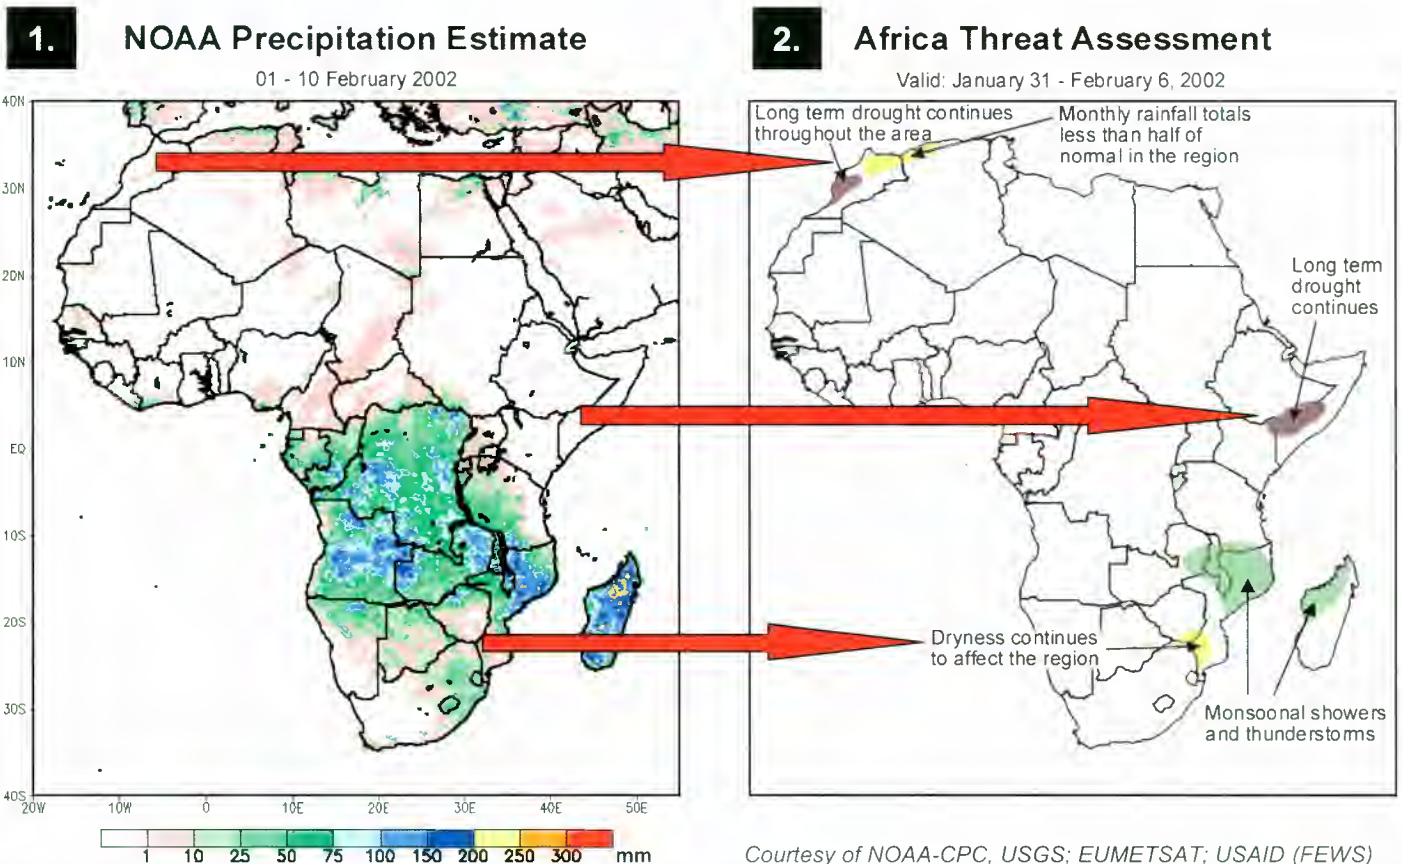 1.
NOAA Precipitation Estimate
01 - 10 February 2002
40N
30N
20N
10N
EQ
10S
20S
30S
40S
20W 10W 0 10E 20E 30E 40E 50E
1 10 25 50 75 100 150 200 250 300 mm
2.
Africa Threat Assessment
Valid: January 31 - February 6, 2002
Long term drought continues
throughout the area
Monthly rainfall totals
less than half of
normal in the region
Long term
drought
continues
Dryness continues
to affect the region
Monsoonal showers
and thunderstorms
Courtesy of NOAA-CPC, USGS; EUMETSAT; USAID (FEWS)